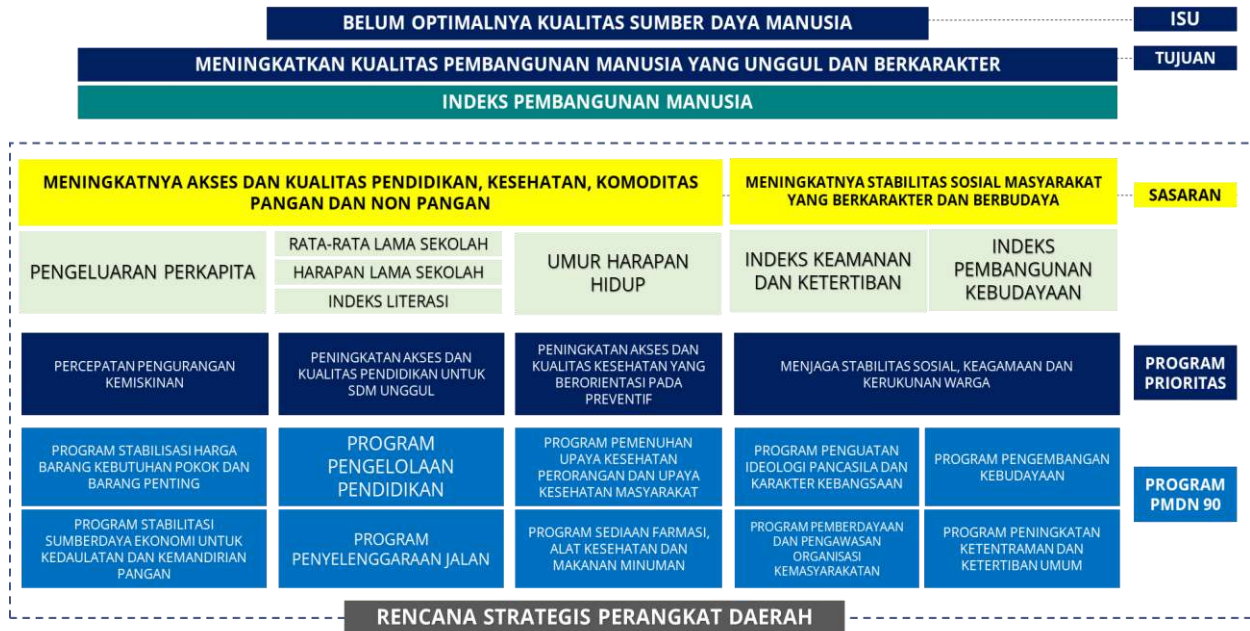 BELUM OPTIMALNYA KUALITAS SUMBER DAYA MANUSIA
ISU
MENINGKATKAN KUALITAS PEMBANGUNAN MANUSIA YANG UNGGUL DAN BERKARAKTER
TUJUAN
INDEKS PEMBANGUNAN MANUSIA
MENINGKATNYA AKSES DAN KUALITAS PENDIDIKAN, KESEHATAN, KOMODITAS
PANGAN DAN NON PANGAN
MENINGKATNYA STABILITAS SOSIAL MASYARAKAT
YANG BERKARAKTER DAN BERBUDAYA
SASARAN
PENGELUARAN PERKAPITA
RATA-RATA LAMA SEKOLAH
HARAPAN LAMA SEKOLAH
INDEKS LITERASI
UMUR HARAPAN
HIDUP
INDEKS KEAMANAN
DAN KETERTIBAN
INDEKS
PEMBANGUNAN
KEBUDAYAAN
PERCEPATAN PENGURANGAN
KEMISKINAN
PENINGKATAN AKSES DAN
KUALITAS PENDIDIKAN UNTUK
SDM UNGGUL
PENINGKATAN AKSES DAN
KUALITAS KESEHATAN YANG
BERORIENTASI PADA
PREVENTIF
MENJAGA STABILITAS SOSIAL, KEAGAMAAN DAN
KERUKUNAN WARGA
PROGRAM
PRIORITAS
PROGRAM STABILISASI HARGA
BARANG KEBUTUHAN POKOK DAN
BARANG PENTING
PROGRAM
PENGELOLAAN
PENDIDIKAN
PROGRAM PEMENUHAN
UPAYA KESEHATAN
PERORANGAN DAN UPAYA
KESEHATAN MASYARAKAT
PROGRAM PENGUATAN
IDEOLOGI PANCASILA DAN
KARAKTER KEBANGSAAN
PROGRAM PENGEMBANGAN
KEBUDAYAAN
PROGRAM
PMDN 90
PROGRAM STABILITASI
SUMBERDAYA EKONOMI UNTUK
KEDAULATAN DAN KEMANDIRIAN
PANGAN
PROGRAM
PENYELENGGARAAN JALAN
PROGRAM SEDIAAN FARMASI,
ALAT KESEHATAN DAN
MAKANAN MINUMAN
PROGRAM PEMBERDAYAAN
DAN PENGAWASAN
ORGANISASI
KEMASYARAKATAN
PROGRAM PENINGKATAN
KETENTRAMAN DAN
KETERTIBAN UMUM
RENCANA STRATEGIS PERANGKAT DAERAH